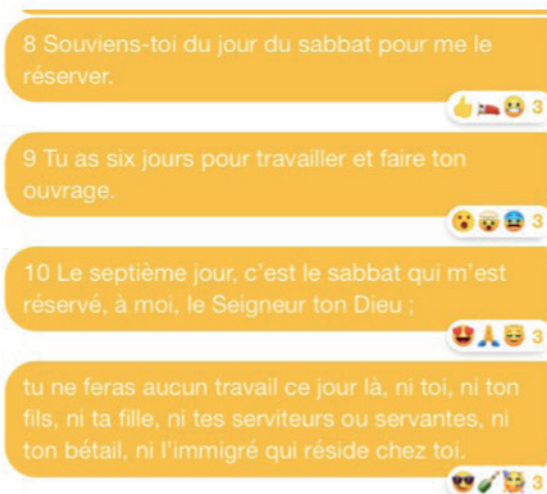 8 Souviens-toi du jour du sabbat pour me le
réserver.
3
9 Tu as six jours pour travailler et faire ton
ouvrage.
3
10 Le septième jour, c'est le sabbat qui m'est
réservé, à moi, le Seigneur ton Dieu ;
3
tu ne feras aucun travail ce jour là, ni toi, ni ton
fils, ni ta fille, ni tes serviteurs ou servantes, ni
ton bétail, ni l'immigré qui réside chez toi.
3